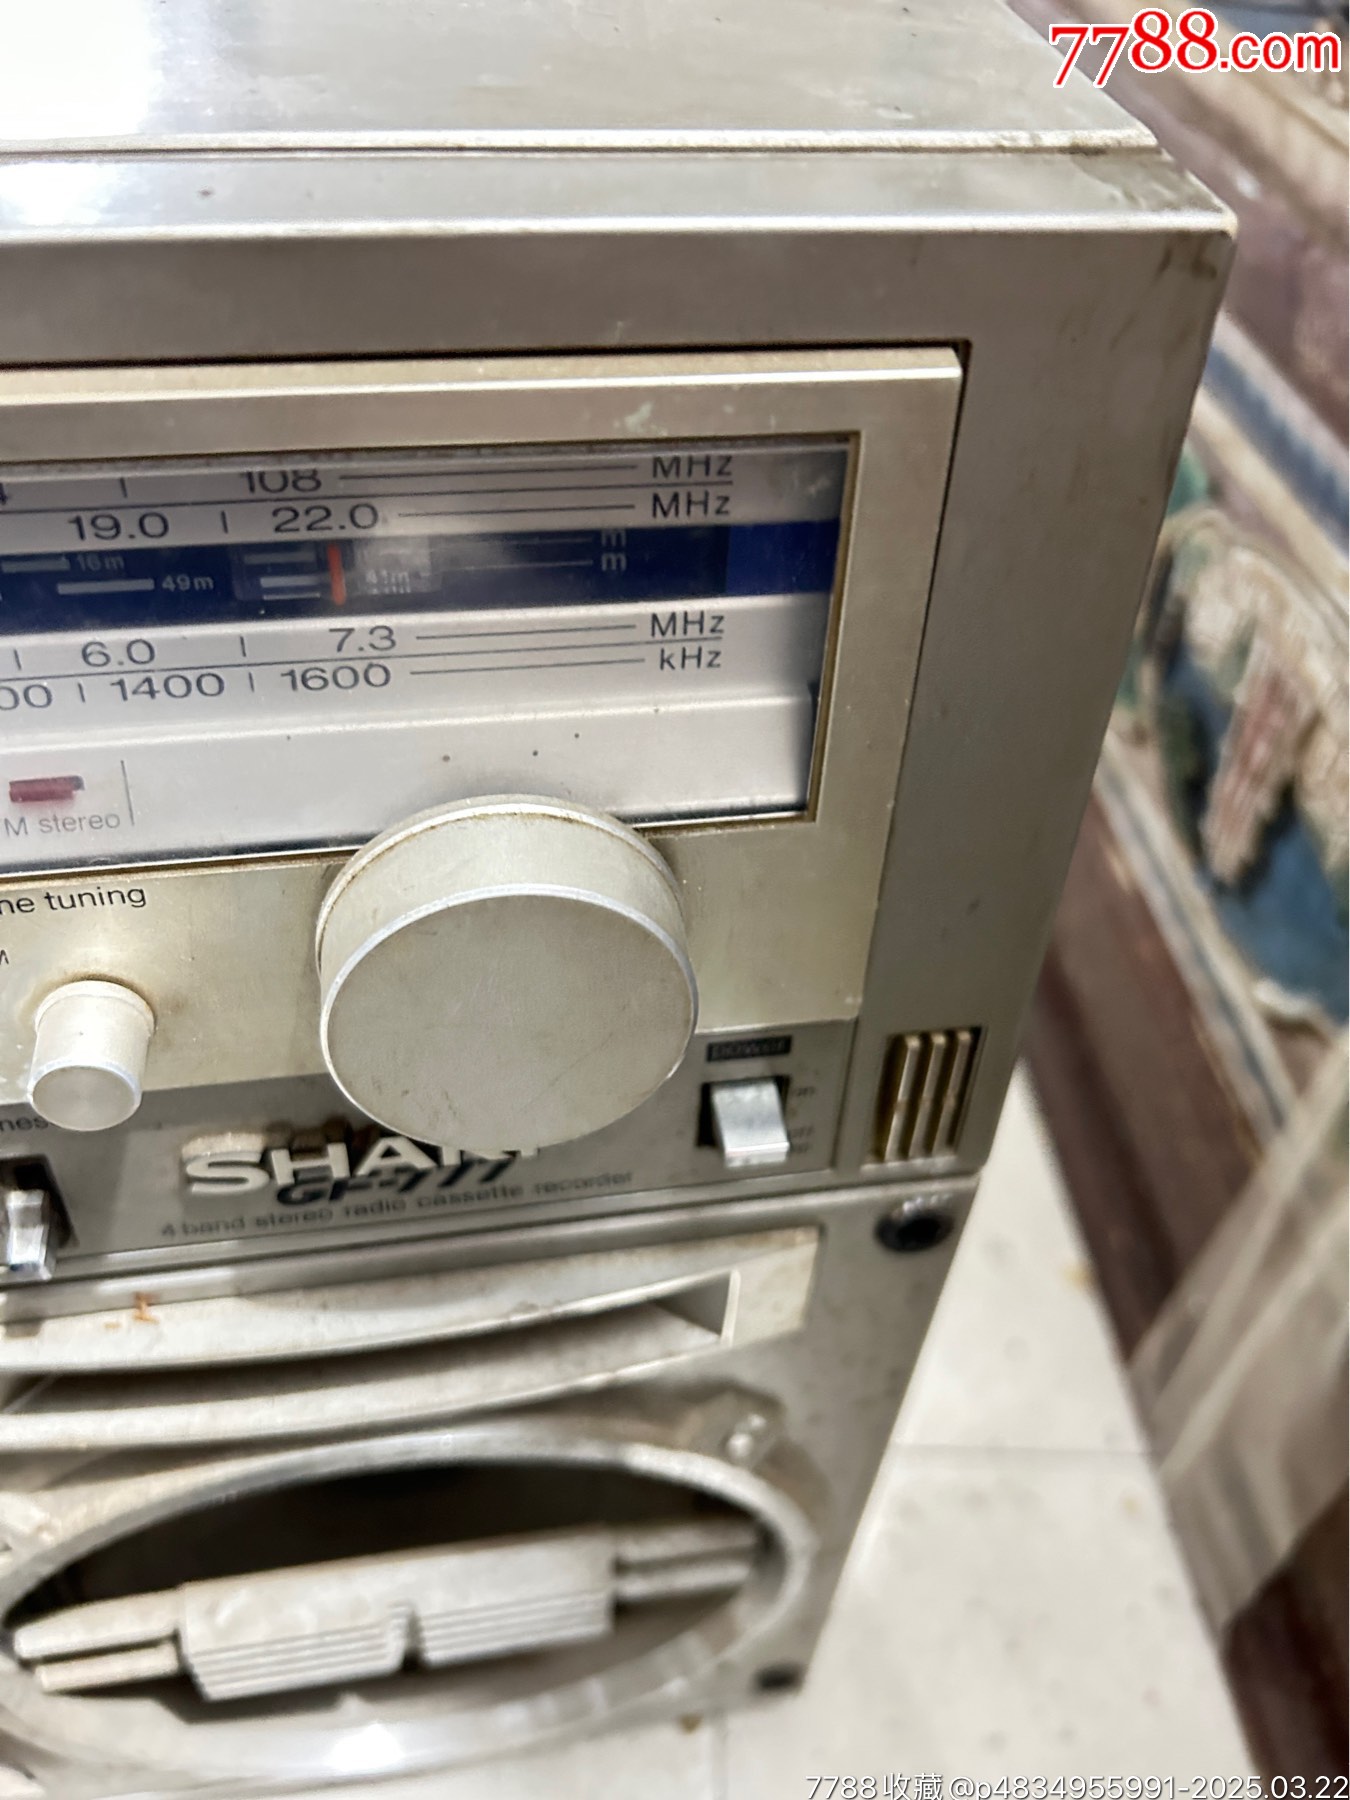 7788.com
108 MHz
19.0 22.0 MHz
16m m
49m 41m m
6.0 7.3 MHz
1400 1600 kHz
stereo
tuning
power
SHARP
GF-777
4 band stereo radio cassette recorder
7788收藏@p4834955991-2025.03.22